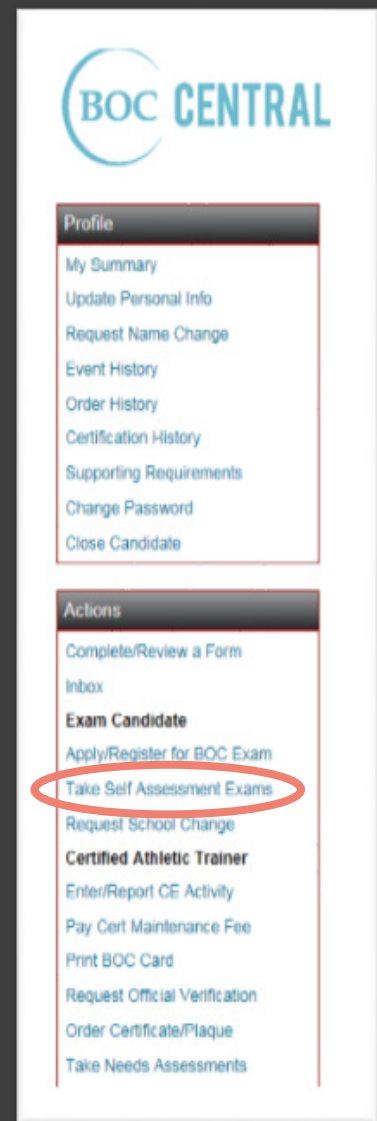 BOC CENTRAL
Profile
My Summary
Update Personal Info
Request Name Change
Event History
Order History
Certification History
Supporting Requirements
Change Password
Close Candidate
Actions
Complete/Review a Form
Inbox
Exam Candidate
Apply/Register for BOC Exam
Take Self Assessment Exams
Request School Change
Certified Athletic Trainer
Enter/Report CE Activity
Pay Cert Maintenance Fee
Print BOC Card
Request Official Verification
Order Certificate/Plaque
Take Needs Assessments